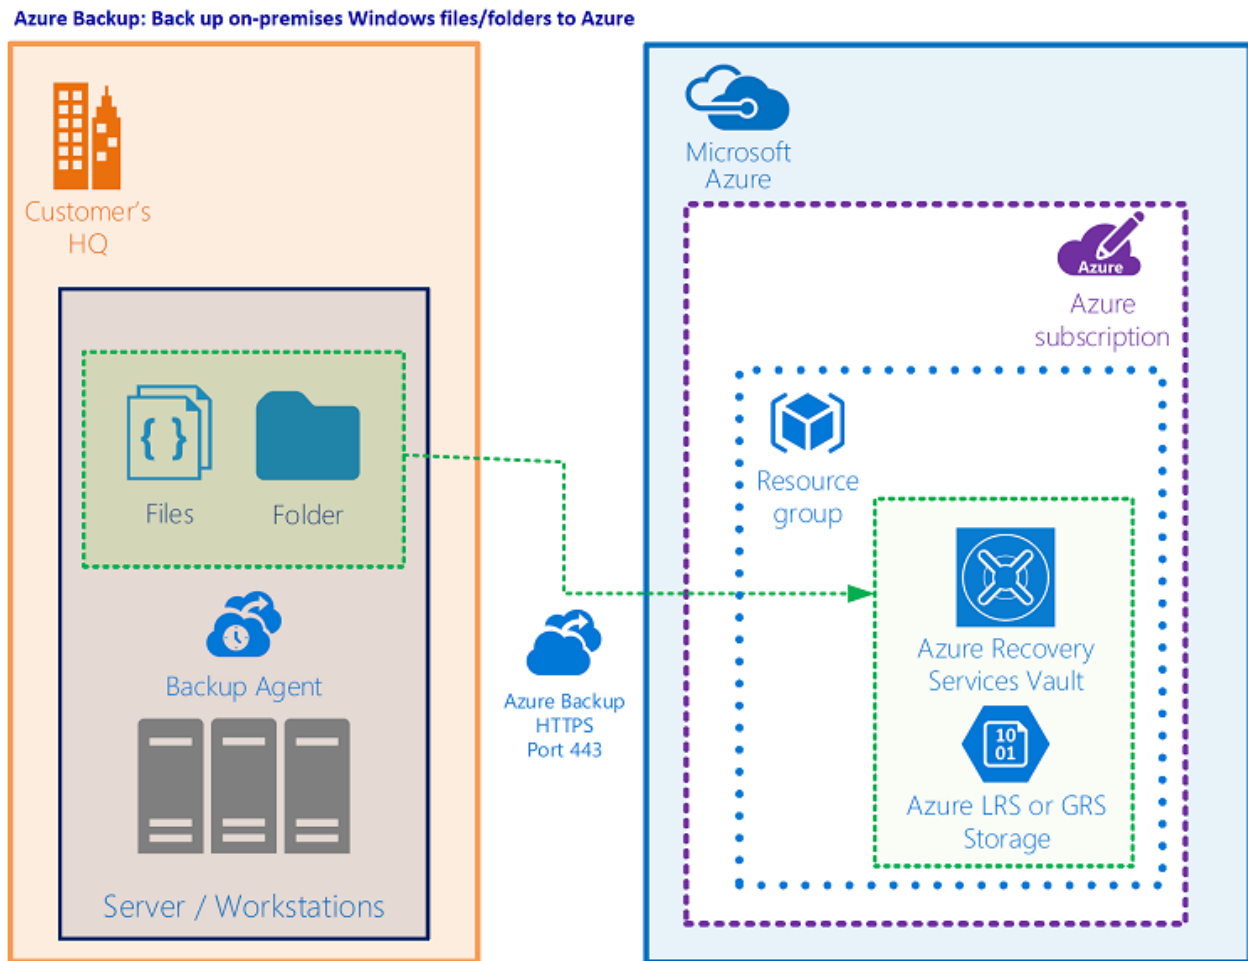 Azure Backup: Back up on-premises Windows files/folders to Azure
Customer's
HQ
Files
Folder
Backup Agent
Server / Workstations
Azure Backup
HTTPS
Port 443
Microsoft
Azure
Azure
Azure
subscription
Resource
group
Azure Recovery
Services Vault
10
01
Azure LRS or GRS
Storage